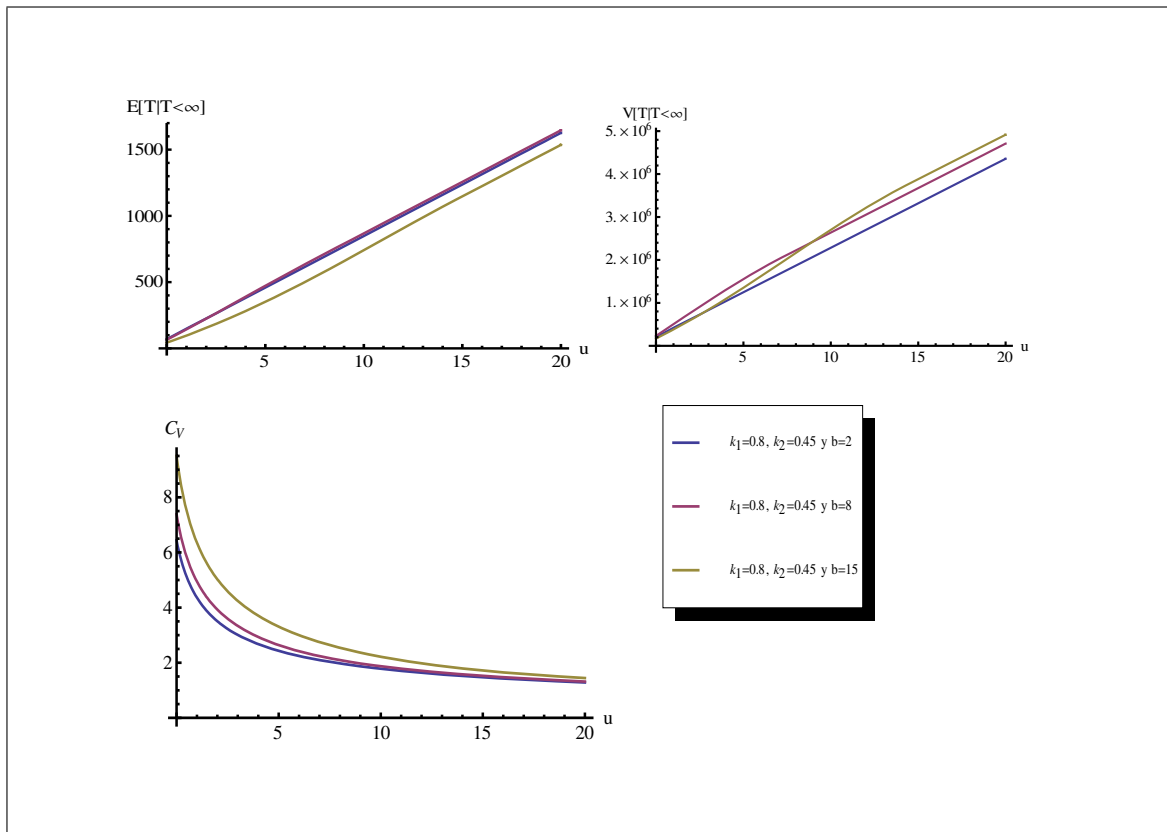 E[T|T<∞]
1500
1000
500
5 10 15 20 u
V[T|T<∞]
5.×10⁶
4.×10⁶
3.×10⁶
2.×10⁶
1.×10⁶
5 10 15 20 u
C_V
8
6
4
2
5 10 15 20 u
k₁=0.8, k₂=0.45 y b=2
k₁=0.8, k₂=0.45 y b=8
k₁=0.8, k₂=0.45 y b=15